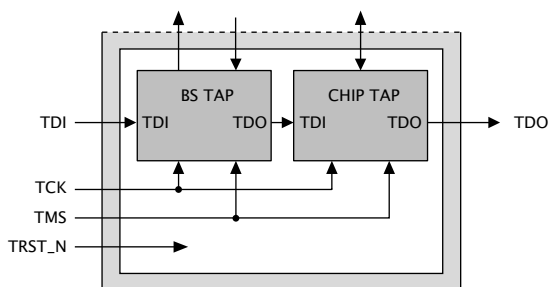 BS TAP
CHIP TAP
TDI
TDI
TDO
TDI
TDO
TDO
TCK
TMS
TRST_N